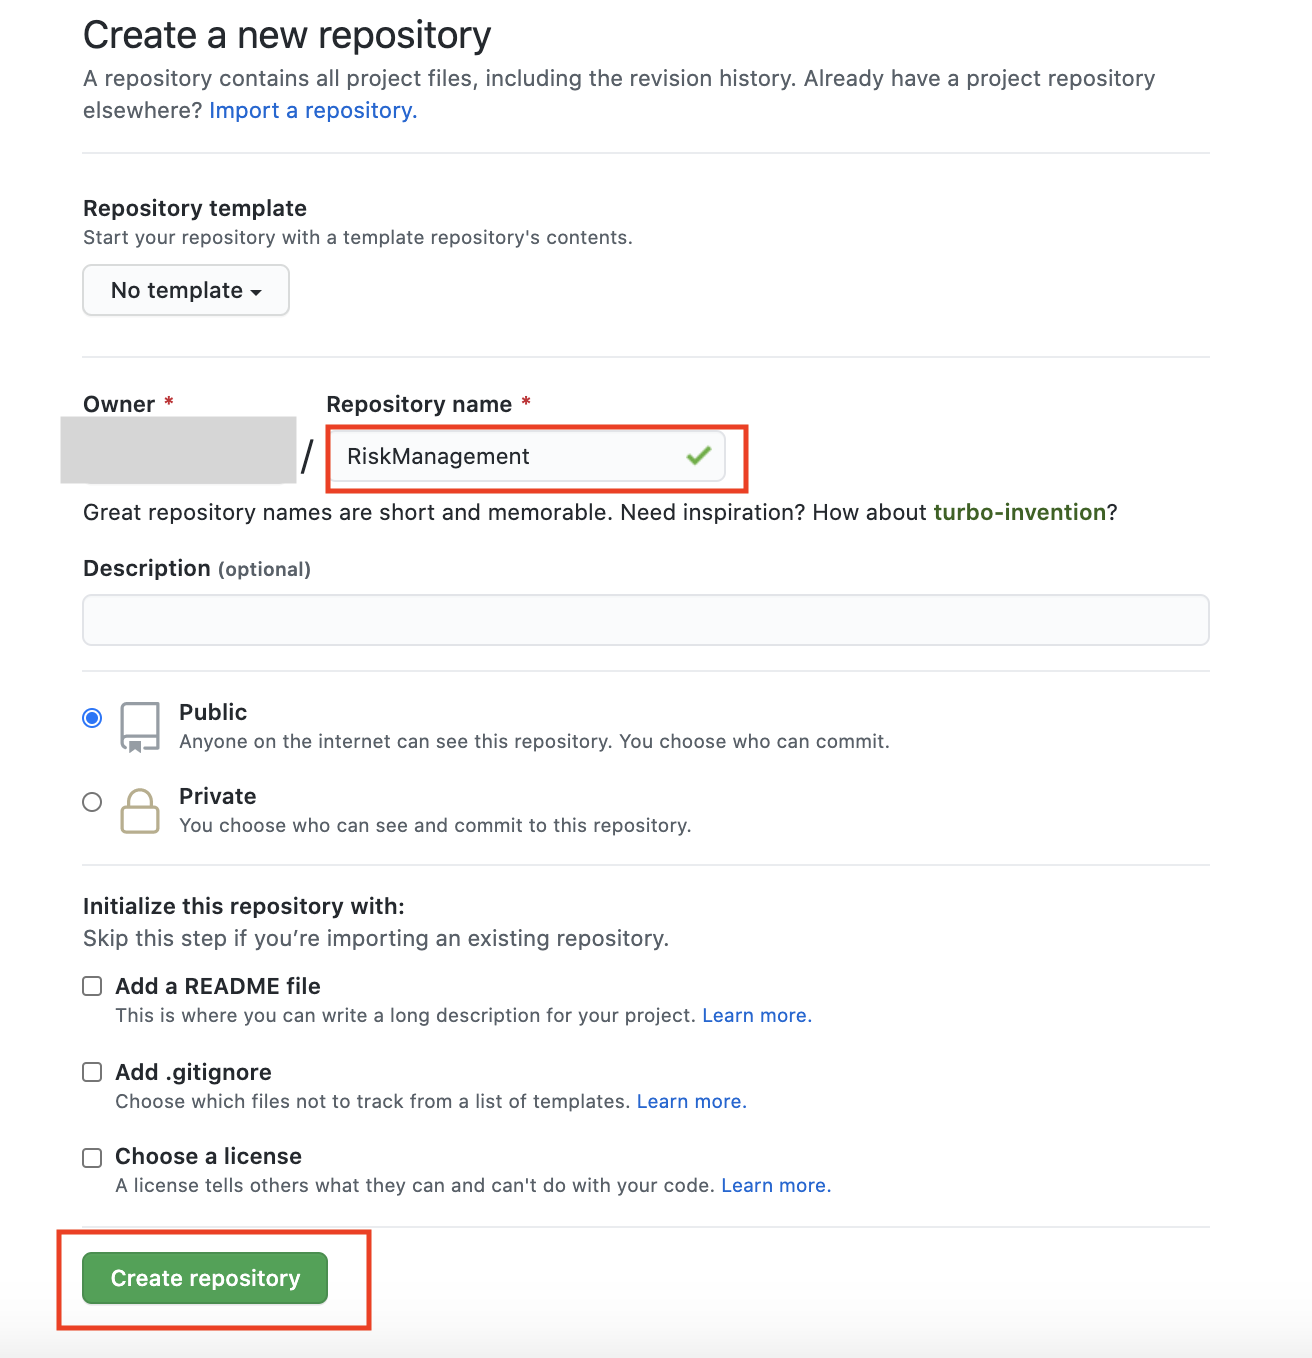 Create a new repository
A repository contains all project files, including the revision history. Already have a project repository
elsewhere? Import a repository.
Repository template
Start your repository with a template repository's contents.
No template
Owner *
Repository name *
/
RiskManagement
Great repository names are short and memorable. Need inspiration? How about turbo-invention?
Description (optional)
Public
Anyone on the internet can see this repository. You choose who can commit.
Private
You choose who can see and commit to this repository.
Initialize this repository with:
Skip this step if you’re importing an existing repository.
Add a README file
This is where you can write a long description for your project. Learn more.
Add .gitignore
Choose which files not to track from a list of templates. Learn more.
Choose a license
A license tells others what they can and can't do with your code. Learn more.
Create repository